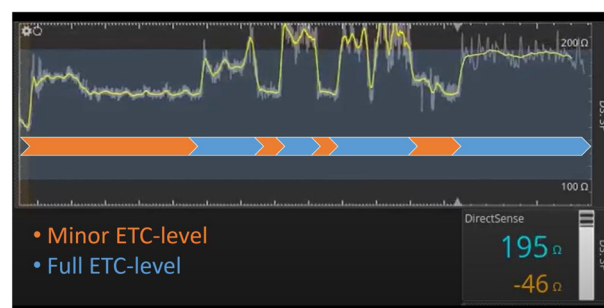 200 Ω
100 Ω
• Minor ETC-level
• Full ETC-level
DirectSense
195 Ω
-46 Ω